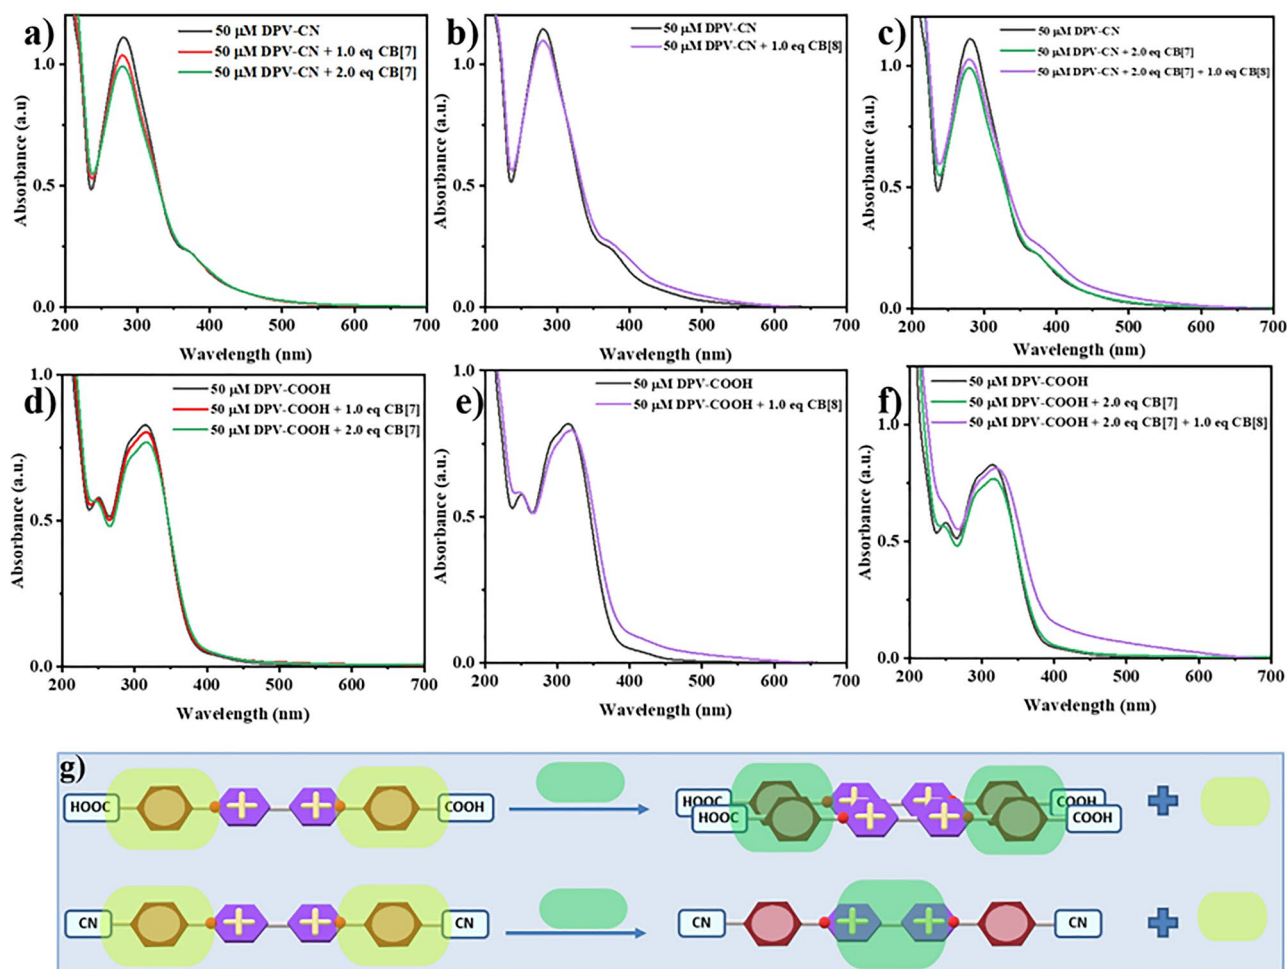 a)
50 μM DPV-CN
50 μM DPV-CN + 1.0 eq CB[7]
50 μM DPV-CN + 2.0 eq CB[7]
Absorbance (a.u.)
1.0
0.5
0.0
200 300 400 500 600 700
Wavelength (nm)
b)
50 μM DPV-CN
50 μM DPV-CN + 1.0 eq CB[8]
Absorbance (a.u.)
1.0
0.5
0.0
200 300 400 500 600 700
Wavelength (nm)
c)
50 μM DPV-CN
50 μM DPV-CN + 2.0 eq CB[7]
50 μM DPV-CN + 2.0 eq CB[7] + 1.0 eq CB[8]
Absorbance (a.u.)
1.0
0.5
0.0
200 300 400 500 600 700
Wavelength (nm)
d)
50 μM DPV-COOH
50 μM DPV-COOH + 1.0 eq CB[7]
50 μM DPV-COOH + 2.0 eq CB[7]
Absorbance (a.u.)
1.0
0.5
0.0
200 300 400 500 600 700
Wavelength (nm)
e)
50 μM DPV-COOH
50 μM DPV-COOH + 1.0 eq CB[8]
Absorbance (a.u.)
1.0
0.5
0.0
200 300 400 500 600 700
Wavelength (nm)
f)
50 μM DPV-COOH
50 μM DPV-COOH + 2.0 eq CB[7]
50 μM DPV-COOH + 2.0 eq CB[7] + 1.0 eq CB[8]
Absorbance (a.u.)
1.0
0.5
0.0
200 300 400 500 600 700
Wavelength (nm)
g)
HOOC COOH HOOC COOH
HOOC COOH
CN CN CN CN